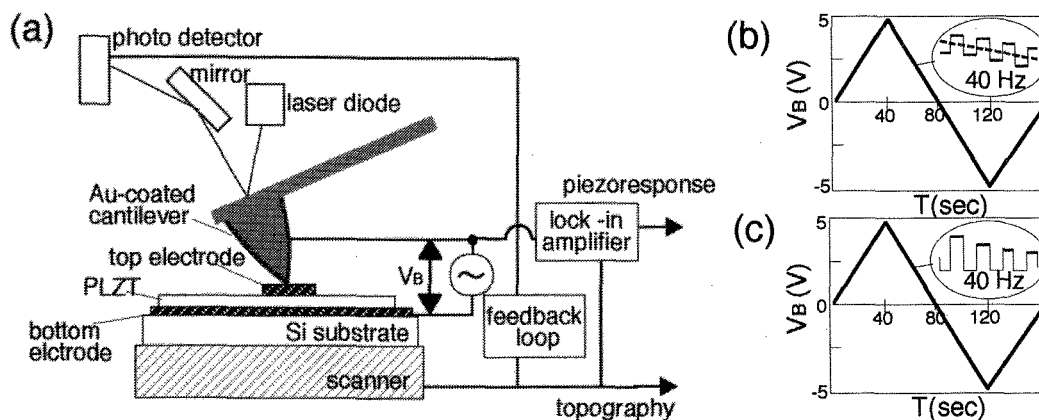 (a)
photo detector
mirror
laser diode
Au-coated
cantilever
top electrode
PLZT
bottom
elctrode
VB
~
Si substrate
scanner
feedback
loop
piezoresponse
lock -in
amplifier
topography
(b)
5
0
-5
VB (V)
40
80
120
T(sec)
40 Hz
(c)
5
0
-5
VB (V)
40
80
120
T(sec)
40 Hz